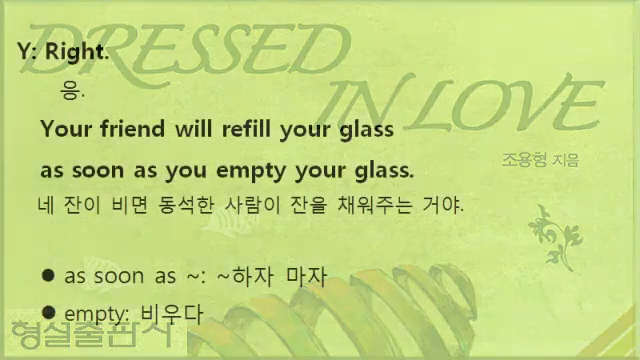 DRESSED
IN LOVE
조용형 지음
Y: Right.
응.
Your friend will refill your glass
as soon as you empty your glass.
네 잔이 비면 동석한 사람이 잔을 채워주는 거야.
● as soon as ~: ~하자 마자
● empty: 비우다
형설출판사